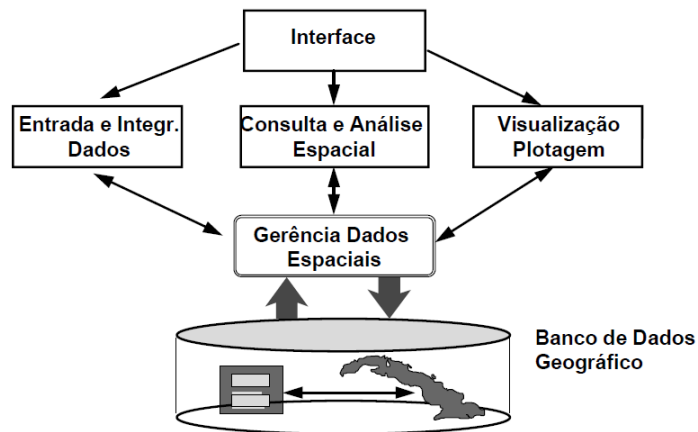 Interface
Entrada e Integr.
Dados
Consulta e Análise
Espacial
Visualização
Plotagem
Gerência Dados
Espaciais
Banco de Dados
Geográfico